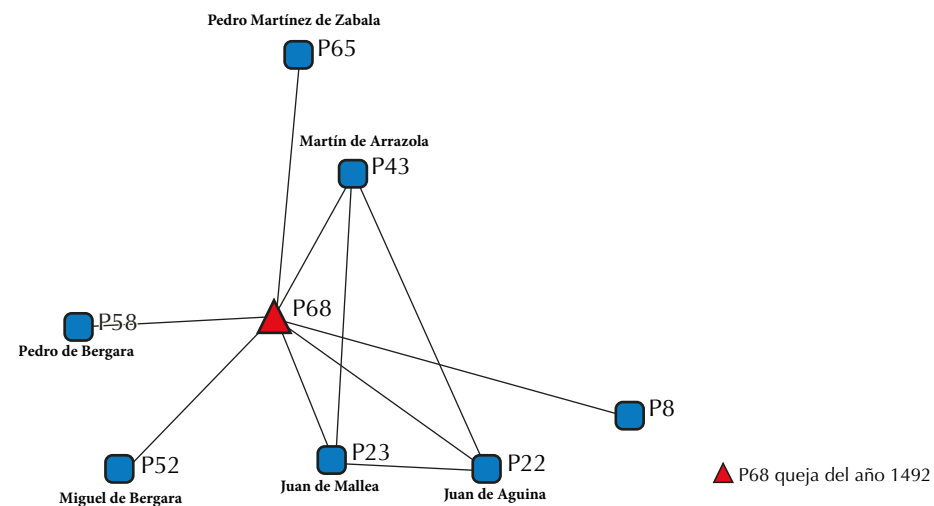 Pedro Martínez de Zabala
P65
Martín de Arrazola
P43
P68
P58
Pedro de Bergara
P8
P23
Juan de Mallea
P22
Juan de Aguina
P52
Miguel de Bergara
P68 queja del año 1492